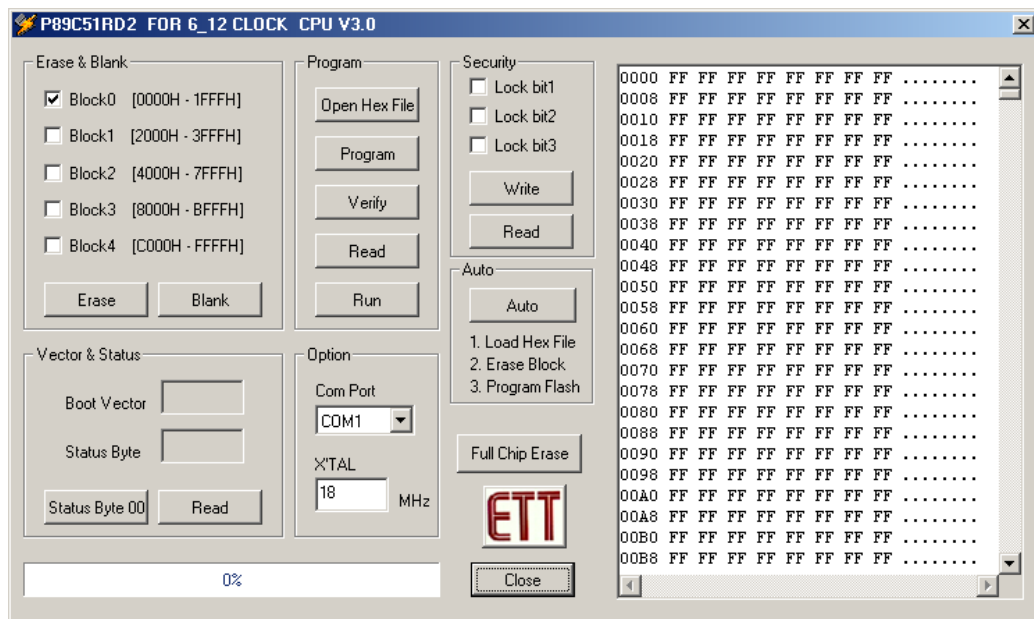 P89C51RD2 FOR 6_12 CLOCK CPU V3.0
Erase & Blank
Block0 [0000H - 1FFFH]
Block1 [2000H - 3FFFH]
Block2 [4000H - 7FFFH]
Block3 [8000H - BFFFH]
Block4 [C000H - FFFFH]
Erase Blank
Program
Open Hex File
Program
Verify
Read
Run
Security
Lock bit1
Lock bit2
Lock bit3
Write
Read
Auto
Auto
1. Load Hex File
2. Erase Block
3. Program Flash
Vector & Status
Boot Vector
Status Byte
Status Byte 00 Read
Option
Com Port
COM1
X'TAL
18 MHz
Full Chip Erase
ETT
Close
0%
0000 FF FF FF FF FF FF FF FF ........
0008 FF FF FF FF FF FF FF FF ........
0010 FF FF FF FF FF FF FF FF ........
0018 FF FF FF FF FF FF FF FF ........
0020 FF FF FF FF FF FF FF FF ........
0028 FF FF FF FF FF FF FF FF ........
0030 FF FF FF FF FF FF FF FF ........
0038 FF FF FF FF FF FF FF FF ........
0040 FF FF FF FF FF FF FF FF ........
0048 FF FF FF FF FF FF FF FF ........
0050 FF FF FF FF FF FF FF FF ........
0058 FF FF FF FF FF FF FF FF ........
0060 FF FF FF FF FF FF FF FF ........
0068 FF FF FF FF FF FF FF FF ........
0070 FF FF FF FF FF FF FF FF ........
0078 FF FF FF FF FF FF FF FF ........
0080 FF FF FF FF FF FF FF FF ........
0088 FF FF FF FF FF FF FF FF ........
0090 FF FF FF FF FF FF FF FF ........
0098 FF FF FF FF FF FF FF FF ........
00A0 FF FF FF FF FF FF FF FF ........
00A8 FF FF FF FF FF FF FF FF ........
00B0 FF FF FF FF FF FF FF FF ........
00B8 FF FF FF FF FF FF FF FF ........